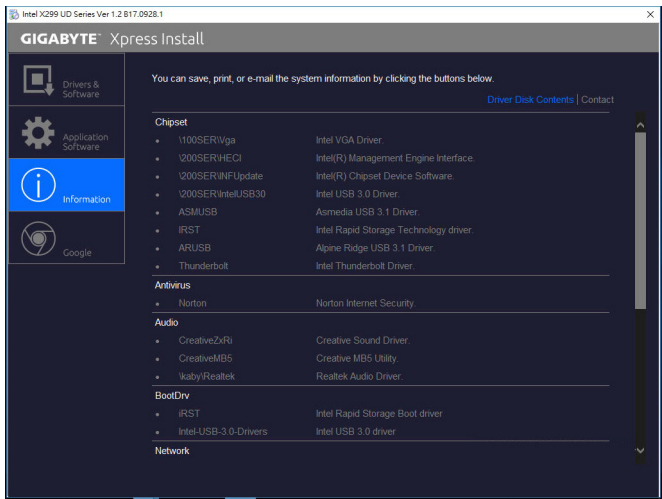 Intel X299 UD Series Ver 1.2 B17.0928.1
GIGABYTE™ Xpress Install
Drivers &
Software
Application
Software
Information
Google
You can save, print, or e-mail the system information by clicking the buttons below.
Driver Disk Contents | Contact
Chipset
• \100SER\Vga Intel VGA Driver.
• \200SER\HECI Intel(R) Management Engine Interface.
• \200SER\INFUpdate Intel(R) Chipset Device Software.
• \200SER\IntelUSB30 Intel USB 3.0 Driver.
• ASMUSB Asmedia USB 3.1 Driver.
• IRST Intel Rapid Storage Technology driver.
• ARUSB Alpine Ridge USB 3.1 Driver.
• Thunderbolt Intel Thunderbolt Driver.
Antivirus
• Norton Norton Internet Security.
Audio
• CreativeZxRi Creative Sound Driver.
• CreativeMB5 Creative MB5 Utility.
• \kaby\Realtek Realtek Audio Driver.
BootDrv
• iRST Intel Rapid Storage Boot driver
• Intel-USB-3.0-Drivers Intel USB 3.0 driver
Network